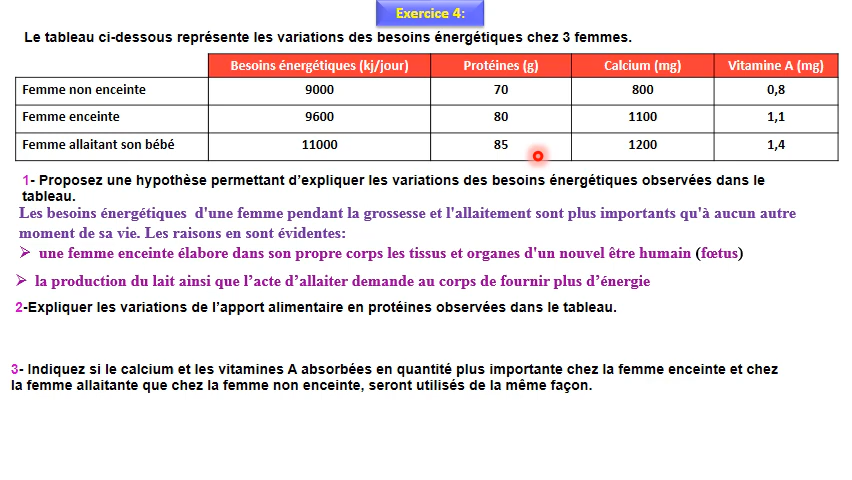 Exercice 4:
Le tableau ci-dessous représente les variations des besoins énergétiques chez 3 femmes.
Besoins énergétiques (kj/jour) Protéines (g) Calcium (mg) Vitamine A (mg)
Femme non enceinte 9000 70 800 0,8
Femme enceinte 9600 80 1100 1,1
Femme allaitant son bébé 11000 85 1200 1,4
1- Proposez une hypothèse permettant d'expliquer les variations des besoins énergétiques observées dans le
tableau.
Les besoins énergétiques d'une femme pendant la grossesse et l'allaitement sont plus importants qu'à aucun autre
moment de sa vie. Les raisons en sont évidentes:
➢ une femme enceinte élabore dans son propre corps les tissus et organes d'un nouvel être humain (fœtus)
➢ la production du lait ainsi que l'acte d'allaiter demande au corps de fournir plus d'énergie
2-Expliquer les variations de l'apport alimentaire en protéines observées dans le tableau.
3- Indiquez si le calcium et les vitamines A absorbées en quantité plus importante chez la femme enceinte et chez
la femme allaitante que chez la femme non enceinte, seront utilisés de la même façon.